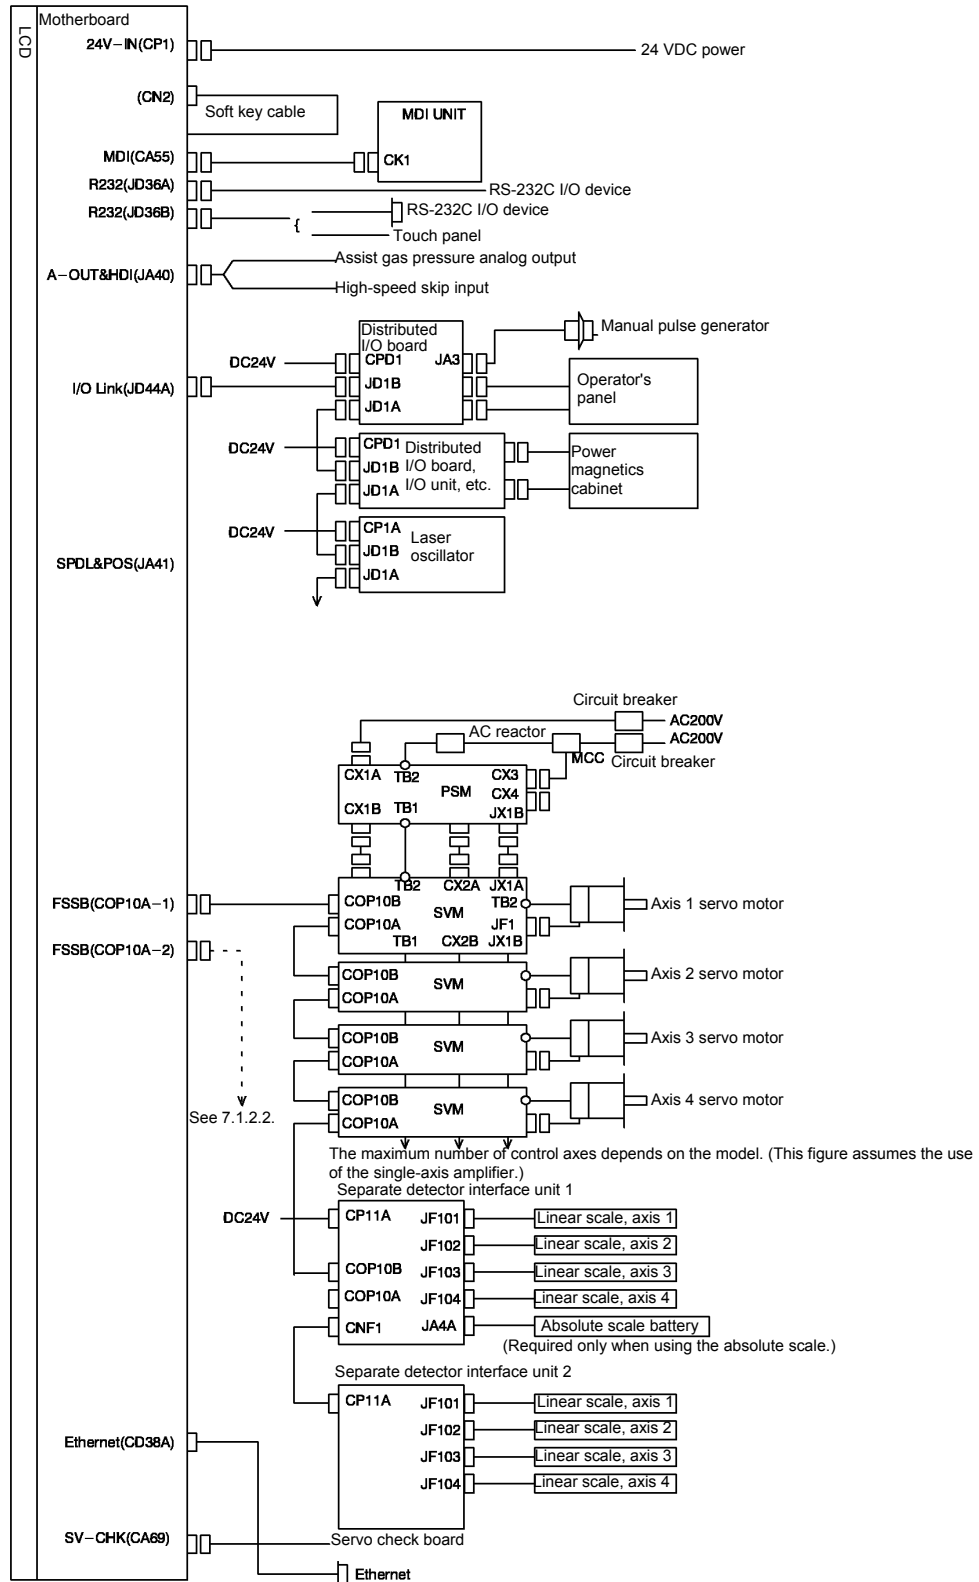 LCD
Motherboard
24V-IN(CP1)
24 VDC power
(CN2)
Soft key cable
MDI UNIT
MDI(CA55)
CK1
R232(JD36A)
RS-232C I/O device
R232(JD36B)
RS-232C I/O device
{
Touch panel
A-OUT&HDI(JA40)
Assist gas pressure analog output
High-speed skip input
Distributed
I/O board
Manual pulse generator
DC24V
CPD1
JA3
I/O Link(JD44A)
JD1B
JD1A
Operator's
panel
DC24V
CPD1
JD1B
JD1A
Distributed
I/O board,
I/O unit, etc.
Power
magnetics
cabinet
DC24V
CP1A
JD1B
JD1A
Laser
oscillator
SPDL&POS(JA41)
Circuit breaker
AC200V
AC reactor
AC200V
MCC
Circuit breaker
CX1A
TB2
CX3
PSM
CX4
CX1B
TB1
JX1B
TB2
CX2A
JX1A
FSSB(COP10A-1)
COP10B
SVM
TB2
Axis 1 servo motor
COP10A
JF1
TB1
CX2B
JX1B
FSSB(COP10A-2)
COP10B
SVM
Axis 2 servo motor
COP10A
COP10B
SVM
Axis 3 servo motor
COP10A
COP10B
SVM
Axis 4 servo motor
COP10A
See 7.1.2.2.
The maximum number of control axes depends on the model. (This figure assumes the use
of the single-axis amplifier.)
Separate detector interface unit 1
DC24V
CP11A
JF101
Linear scale, axis 1
JF102
Linear scale, axis 2
COP10B
JF103
Linear scale, axis 3
COP10A
JF104
Linear scale, axis 4
CNF1
JA4A
Absolute scale battery
(Required only when using the absolute scale.)
Separate detector interface unit 2
CP11A
JF101
Linear scale, axis 1
JF102
Linear scale, axis 2
Ethernet(CD38A)
JF103
Linear scale, axis 3
JF104
Linear scale, axis 4
SV-CHK(CA69)
Servo check board
Ethernet